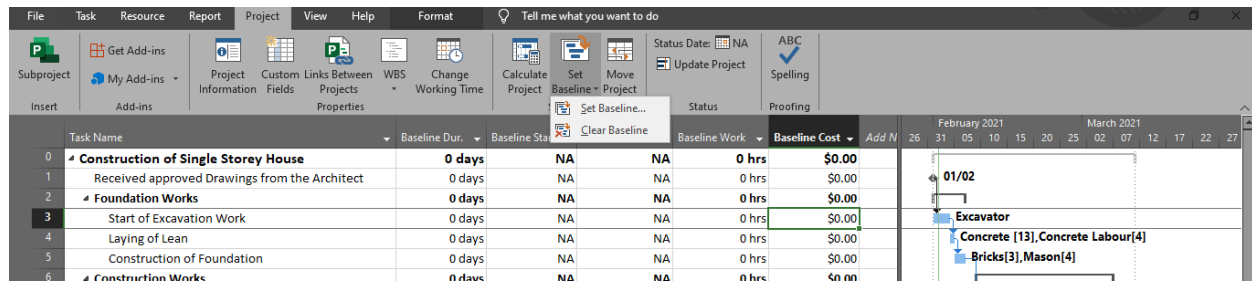 File Task Resource Report Project View Help Format Tell me what you want to do
Subproject
Get Add-ins
My Add-ins
Project Information
Custom Fields
Links Between Projects
WBS
Change Working Time
Calculate Project
Set Baseline
Move Project
Status Date: NA
Update Project
ABC
Spelling
Insert Add-ins Properties S Status Proofing
Set Baseline...
Clear Baseline
February 2021 March 2021
Task Name Baseline Dur. Baseline Sta Baseline Work Baseline Cost Add N 26 31 05 10 15 20 25 02 07 12 17 22 27
0 Construction of Single Storey House 0 days NA NA 0 hrs $0.00
1 Received approved Drawings from the Architect 0 days NA NA 0 hrs $0.00 01/02
2 Foundation Works 0 days NA NA 0 hrs $0.00
3 Start of Excavation Work 0 days NA NA 0 hrs $0.00 Excavator
4 Laying of Lean 0 days NA NA 0 hrs $0.00 Concrete [13],Concrete Labour[4]
5 Construction of Foundation 0 days NA NA 0 hrs $0.00 Bricks[3],Mason[4]
6 Construction Works 0 days NA NA 0 hrs $0.00